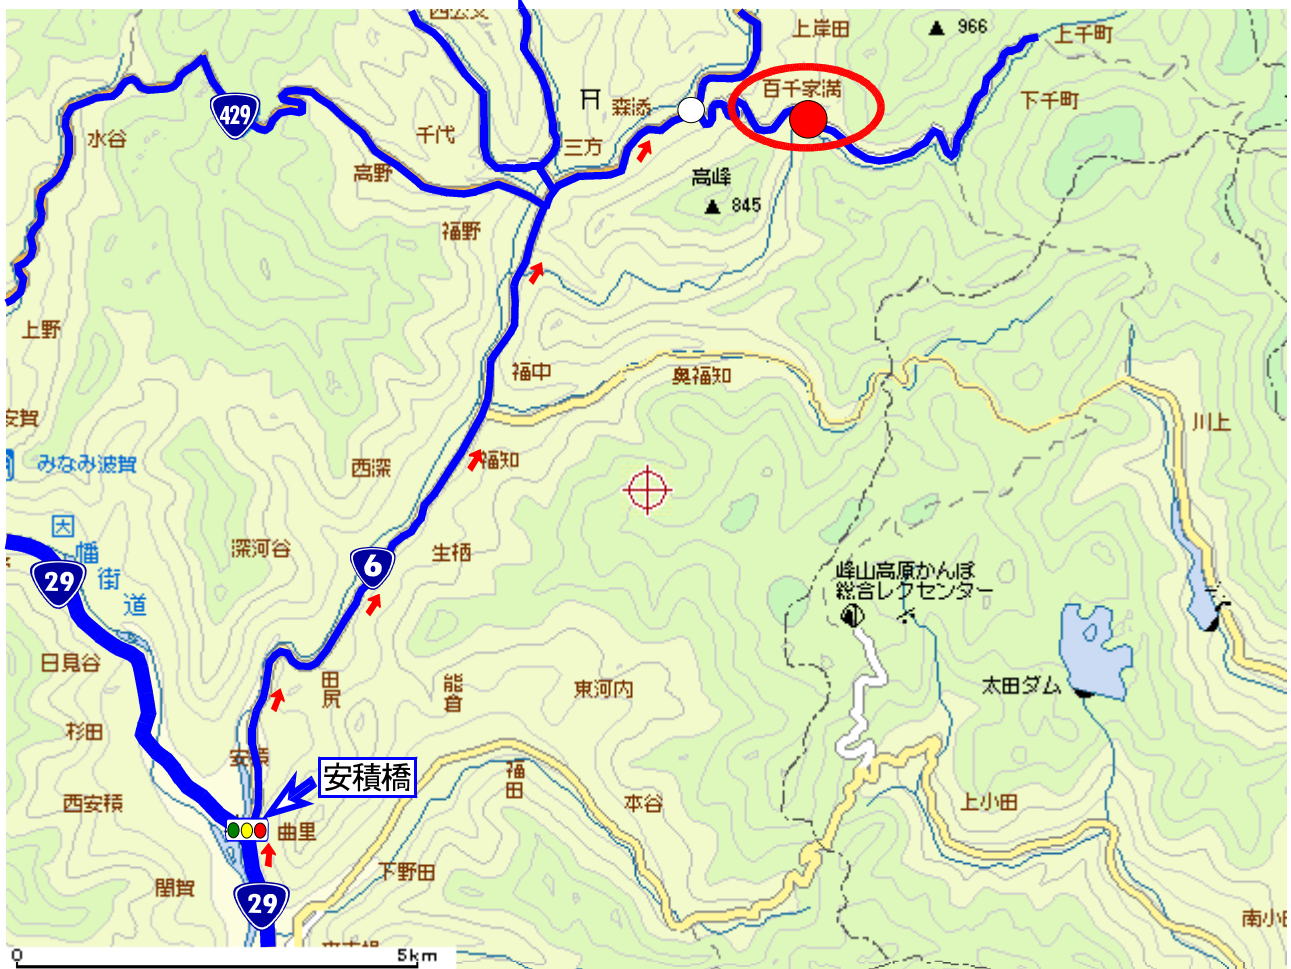 西公文
上岸田
966
上千町
百千家満
下千町
429
水谷
千代
森添
三方
高野
高峰
845
福野
上野
福中
奥福知
安賀
川上
みなみ波賀
西深
福知
因幡街道
深河谷
生栖
6
29
峰山高原かんぽ
総合レクセンター
日見谷
田尻
能倉
東河内
太田ダム
杉田
安積
安積橋
福田
西安積
本谷
上小田
曲里
下野田
閏賀
29
南小田
0
5km